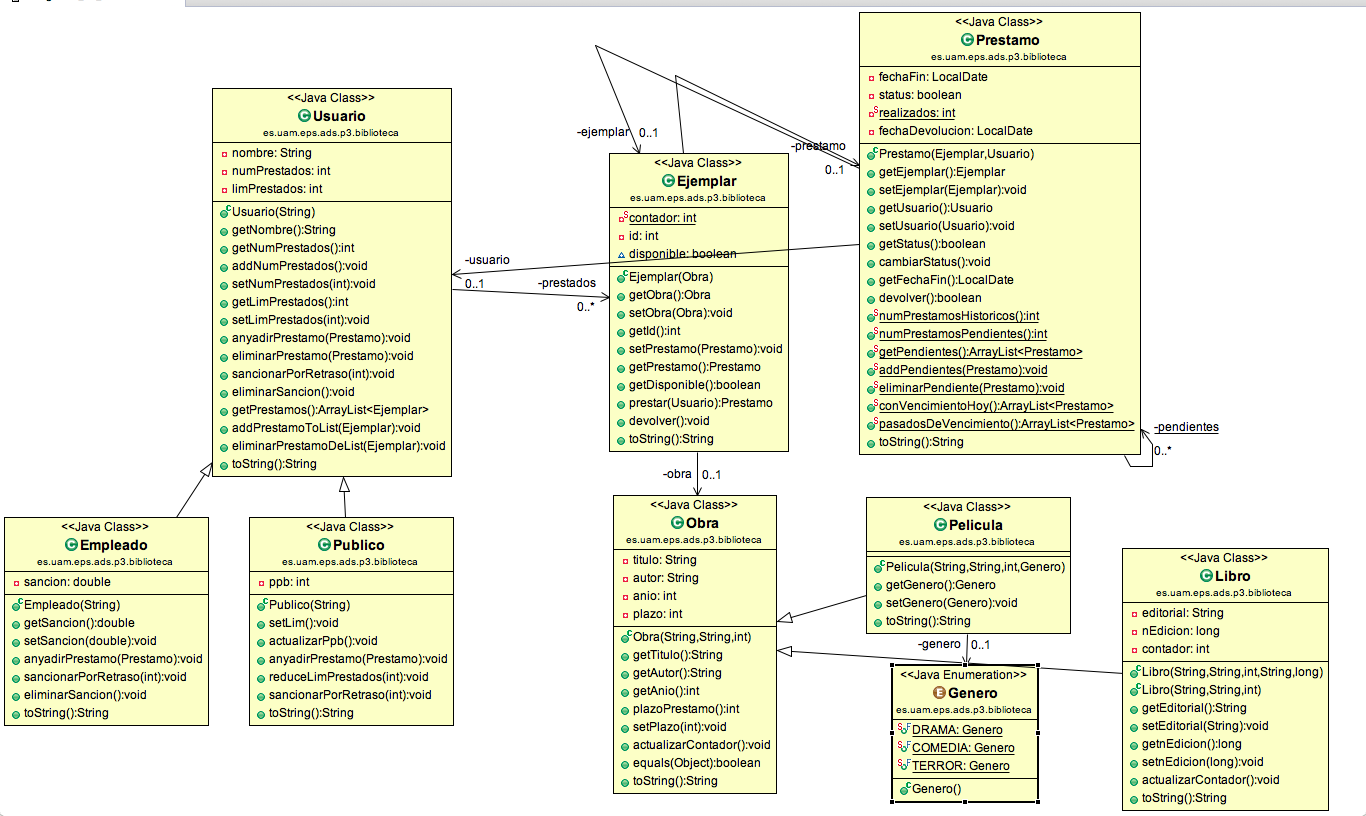 <<Java Class>>
Prestamo
es.uam.eps.ads.p3.biblioteca
fechaFin: LocalDate
status: boolean
realizados: int
fechaDevolucion: LocalDate
Prestamo(Ejemplar,Usuario)
getEjemplar():Ejemplar
setEjemplar(Ejemplar):void
getUsuario():Usuario
setUsuario(Usuario):void
getStatus():boolean
cambiarStatus():void
getFechaFin():LocalDate
devolver():boolean
numPrestamosHistoricos():int
numPrestamosPendientes():int
getPendientes():ArrayList<Prestamo>
addPendientes(Prestamo):void
eliminarPendiente(Prestamo):void
conVencimientoHoy():ArrayList<Prestamo>
pasadosDeVencimiento():ArrayList<Prestamo>
toString():String
-pendientes
0..*
<<Java Class>>
Usuario
es.uam.eps.ads.p3.biblioteca
nombre: String
numPrestados: int
limPrestados: int
Usuario(String)
getNombre():String
getNumPrestados():int
addNumPrestados():void
setNumPrestados(int):void
getLimPrestados():int
setLimPrestados(int):void
anyadirPrestamo(Prestamo):void
eliminarPrestamo(Prestamo):void
sancionarPorRetraso(int):void
eliminarSancion():void
getPrestamos():ArrayList<Ejemplar>
addPrestamoToList(Ejemplar):void
eliminarPrestamoDeList(Ejemplar):void
toString():String
-usuario
0..1
-prestados
0..*
-ejemplar
0..1
-prestamo
0..1
<<Java Class>>
Ejemplar
es.uam.eps.ads.p3.biblioteca
contador: int
id: int
disponible: boolean
Ejemplar(Obra)
getObra():Obra
setObra(Obra):void
getId():int
setPrestamo(Prestamo):void
getPrestamo():Prestamo
getDisponible():boolean
prestar(Usuario):Prestamo
devolver():void
toString():String
-obra
0..1
<<Java Class>>
Empleado
es.uam.eps.ads.p3.biblioteca
sancion: double
Empleado(String)
getSancion():double
setSancion(double):void
anyadirPrestamo(Prestamo):void
sancionarPorRetraso(int):void
eliminarSancion():void
toString():String
<<Java Class>>
Publico
es.uam.eps.ads.p3.biblioteca
ppb: int
Publico(String)
setLim():void
actualizarPpb():void
anyadirPrestamo(Prestamo):void
reduceLimPrestados(int):void
sancionarPorRetraso(int):void
toString():String
<<Java Class>>
Obra
es.uam.eps.ads.p3.biblioteca
titulo: String
autor: String
anio: int
plazo: int
Obra(String,String,int)
getTitulo():String
getAutor():String
getAnio():int
plazoPrestamo():int
setPlazo(int):void
actualizarContador():void
equals(Object):boolean
toString():String
<<Java Class>>
Pelicula
es.uam.eps.ads.p3.biblioteca
Pelicula(String,String,int,Genero)
getGenero():Genero
setGenero(Genero):void
toString():String
-genero
0..1
<<Java Enumeration>>
Genero
es.uam.eps.ads.p3.biblioteca
DRAMA: Genero
COMEDIA: Genero
TERROR: Genero
Genero()
<<Java Class>>
Libro
es.uam.eps.ads.p3.biblioteca
editorial: String
nEdicion: long
contador: int
Libro(String,String,int,String,long)
Libro(String,String,int)
getEditorial():String
setEditorial(String):void
getnEdicion():long
setnEdicion(long):void
actualizarContador():void
toString():String